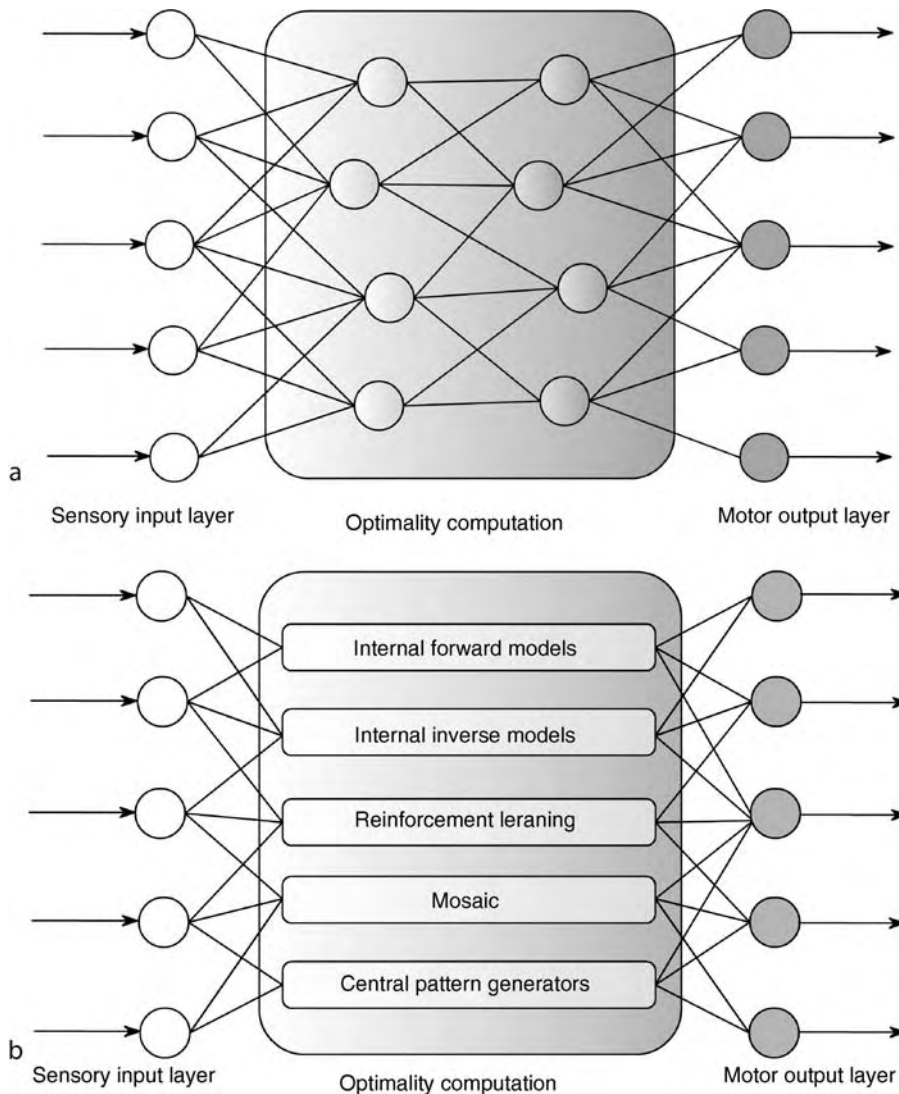 a
Sensory input layer
Optimality computation
Motor output layer
Internal forward models
Internal inverse models
Reinforcement leraning
Mosaic
Central pattern generators
b
Sensory input layer
Optimality computation
Motor output layer